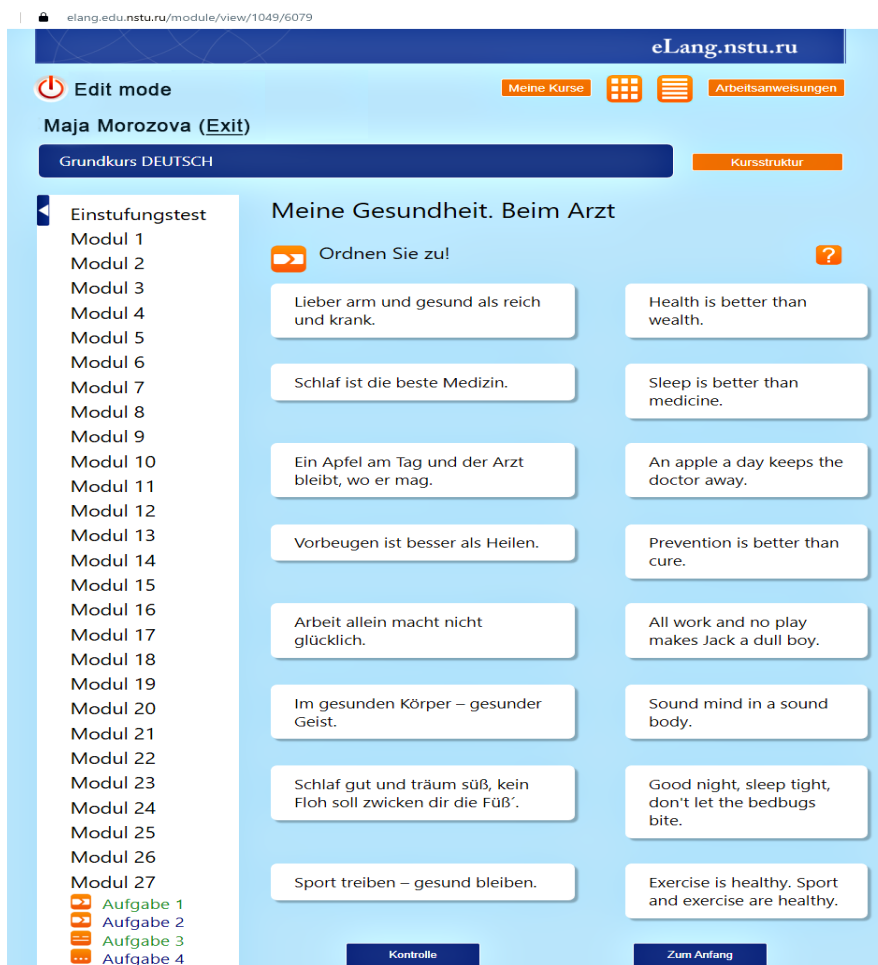 elang.edu.nstu.ru/module/view/1049/6079
eLang.nstu.ru
Edit mode
Meine Kurse
Arbeitsanweisungen
Maja Morozova (Exit)
Grundkurs DEUTSCH
Kursstruktur
Einstufungstest
Modul 1
Modul 2
Modul 3
Modul 4
Modul 5
Modul 6
Modul 7
Modul 8
Modul 9
Modul 10
Modul 11
Modul 12
Modul 13
Modul 14
Modul 15
Modul 16
Modul 17
Modul 18
Modul 19
Modul 20
Modul 21
Modul 22
Modul 23
Modul 24
Modul 25
Modul 26
Modul 27
Aufgabe 1
Aufgabe 2
Aufgabe 3
Aufgabe 4
Meine Gesundheit. Beim Arzt
Ordnen Sie zu!
?
Lieber arm und gesund als reich
und krank.
Health is better than
wealth.
Schlaf ist die beste Medizin.
Sleep is better than
medicine.
Ein Apfel am Tag und der Arzt
bleibt, wo er mag.
An apple a day keeps the
doctor away.
Vorbeugen ist besser als Heilen.
Prevention is better than
cure.
Arbeit allein macht nicht
glücklich.
All work and no play
makes Jack a dull boy.
Im gesunden Körper – gesunder
Geist.
Sound mind in a sound
body.
Schlaf gut und träum süß, kein
Floh soll zwicken dir die Füß´.
Good night, sleep tight,
don't let the bedbugs
bite.
Sport treiben – gesund bleiben.
Exercise is healthy. Sport
and exercise are healthy.
Kontrolle
Zum Anfang